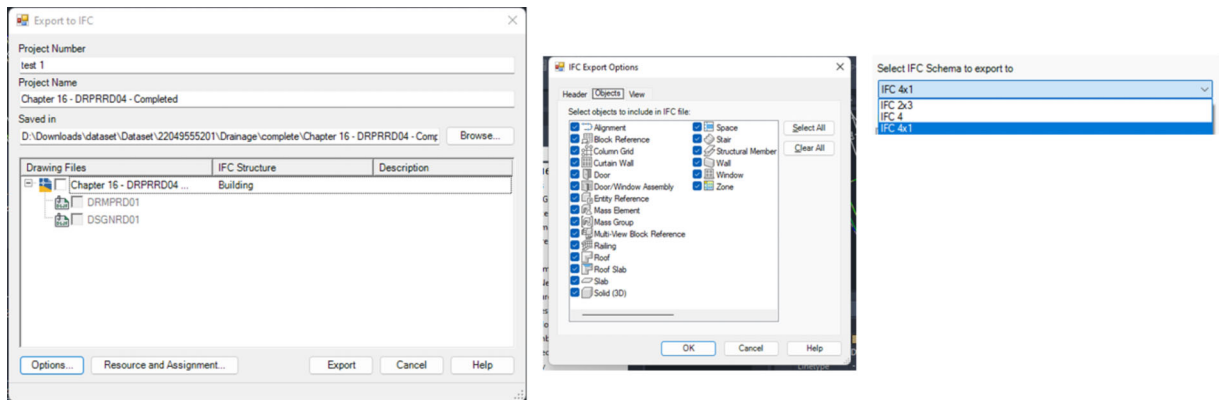 Export to IFC
Project Number
test 1
Project Name
Chapter 16 - DRPRRD04 - Completed
Saved in
D:\Downloads\dataset\Dataset\22049555201\Drainage\complete\Chapter 16 - DRPRRD04 - Comp
Browse...
Drawing Files IFC Structure Description
Chapter 16 - DRPRRD04 ... Building
DRMPRD01
DSGNRD01
Options... Resource and Assignment... Export Cancel Help
IFC Export Options
Header Objects View
Select objects to include in IFC file:
Alignment
Block Reference
Column Grid
Curtain Wall
Door
Door/Window Assembly
Entity Reference
Mass Element
Mass Group
Multi-View Block Reference
Railing
Roof
Roof Slab
Slab
Solid (3D)
Space
Stair
Structural Member
Wall
Window
Zone
Select All
Clear All
OK Cancel Help
Select IFC Schema to export to
IFC 4x1
IFC 2x3
IFC 4
IFC 4x1